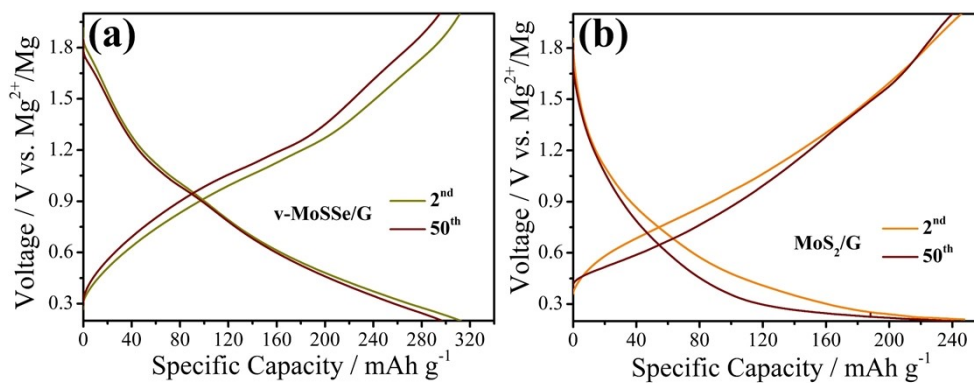 (a)
Voltage / V vs. Mg²⁺/Mg
1.8
1.5
1.2
0.9
0.6
0.3
v-MoSSe/G
2ⁿᵈ
50ᵗʰ
0 40 80 120 160 200 240 280 320
Specific Capacity / mAh g⁻¹
(b)
Voltage / V vs. Mg²⁺/Mg
1.8
1.5
1.2
0.9
0.6
0.3
MoS₂/G
2ⁿᵈ
50ᵗʰ
0 40 80 120 160 200 240
Specific Capacity / mAh g⁻¹